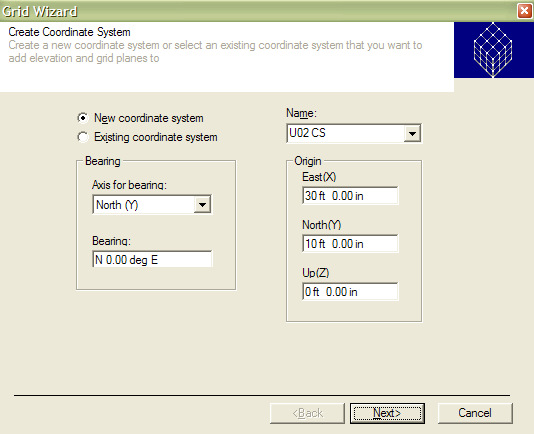 Grid Wizard
Create Coordinate System
Create a new coordinate system or select an existing coordinate system that you want to
add elevation and grid planes to
New coordinate system
Existing coordinate system
Name:
U02 CS
Bearing
Axis for bearing:
North (Y)
Bearing:
N 0.00 deg E
Origin
East(X)
30 ft 0.00 in
North(Y)
10 ft 0.00 in
Up(Z)
0 ft 0.00 in
<Back
Next>
Cancel